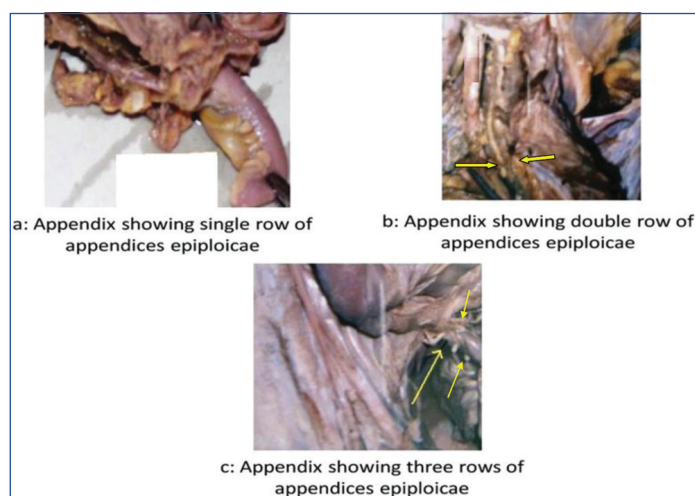 a: Appendix showing single row of
appendices epiploicae
b: Appendix showing double row of
appendices epiploicae
c: Appendix showing three rows of
appendices epiploicae